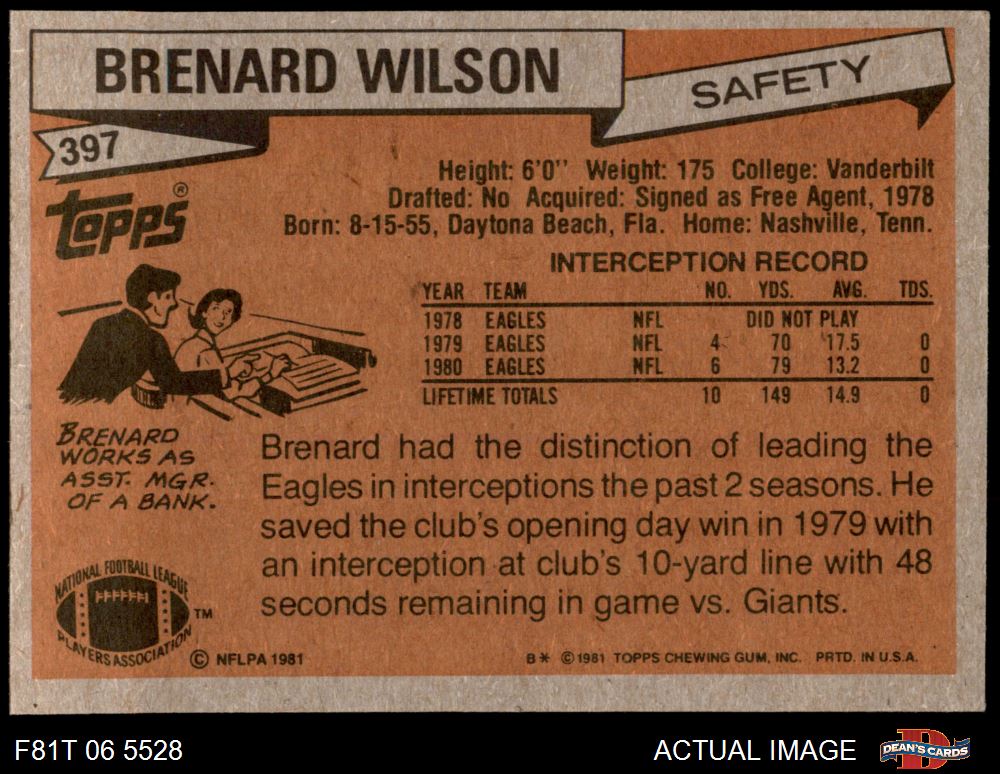 BRENARD WILSON
SAFETY
397
Height: 6'0" Weight: 175 College: Vanderbilt
Drafted: No Acquired: Signed as Free Agent, 1978
Born: 8-15-55, Daytona Beach, Fla. Home: Nashville, Tenn.
TOPPS®
INTERCEPTION RECORD
YEAR TEAM NO. YDS. AVG. TDS.
1978 EAGLES NFL DID NOT PLAY
1979 EAGLES NFL 4 70 17.5 0
1980 EAGLES NFL 6 79 13.2 0
LIFETIME TOTALS 10 149 14.9 0
BRENARD
WORKS AS
ASST. MGR.
OF A BANK.
Brenard had the distinction of leading the
Eagles in interceptions the past 2 seasons. He
saved the club's opening day win in 1979 with
an interception at club's 10-yard line with 48
seconds remaining in game vs. Giants.
NATIONAL FOOTBALL LEAGUE
PLAYERS ASSOCIATION
TM
© NFLPA 1981
B* ©1981 TOPPS CHEWING GUM, INC. PRTD. IN U.S.A.
F81T 06 5528
ACTUAL IMAGE
DEAN'S CARDS